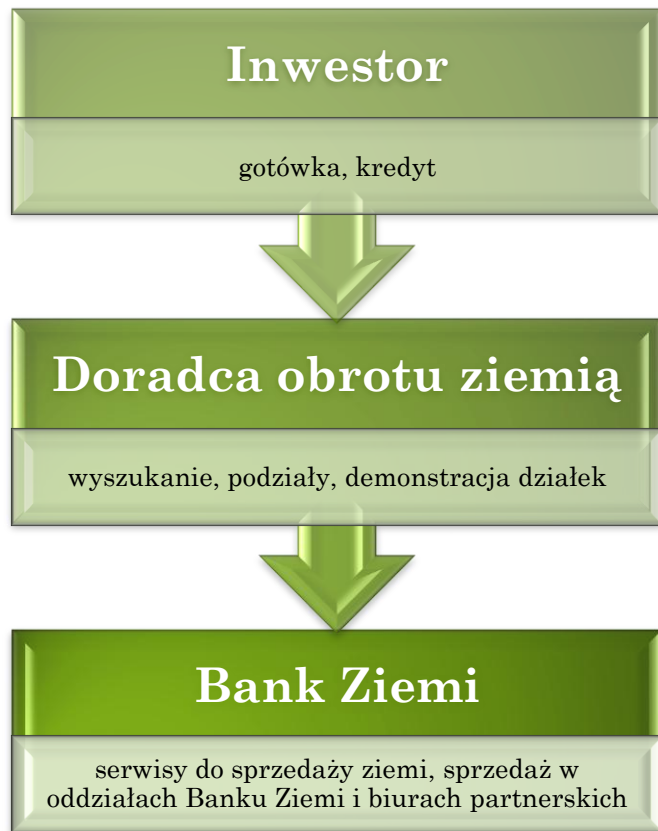 Inwestor
gotówka, kredyt
Doradca obrotu ziemią
wyszukanie, podziały, demonstracja działek
Bank Ziemi
serwisy do sprzedaży ziemi, sprzedaż w
oddziałach Banku Ziemi i biurach partnerskich